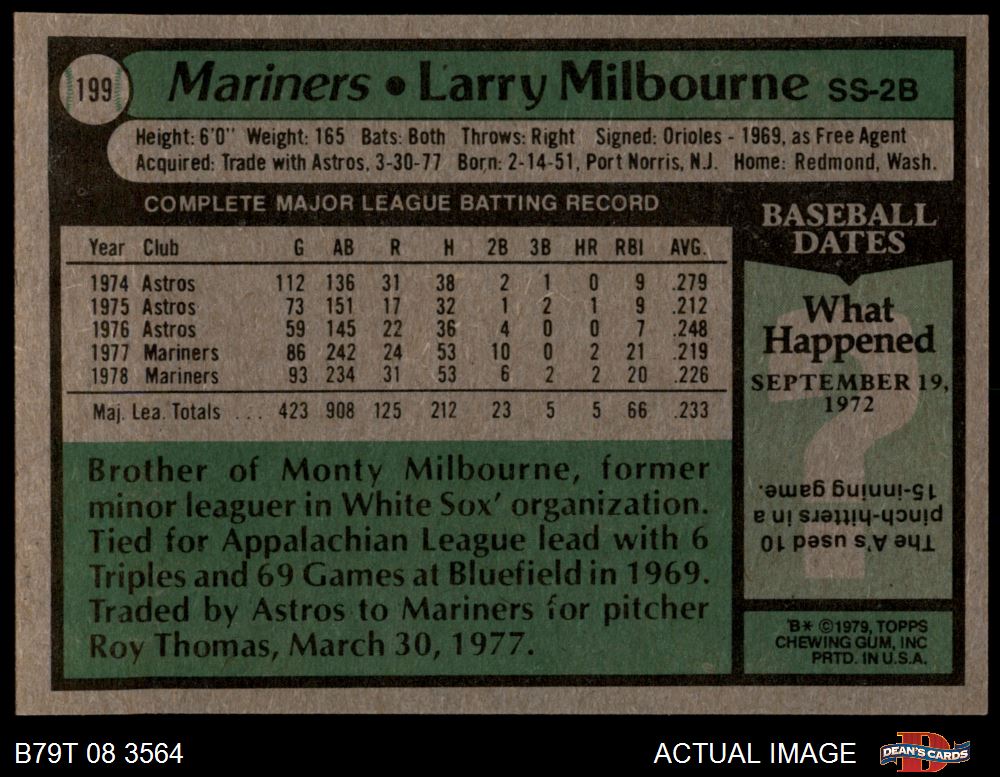 199
Mariners • Larry Milbourne SS-2B
Height: 6'0" Weight: 165 Bats: Both Throws: Right Signed: Orioles - 1969, as Free Agent
Acquired: Trade with Astros, 3-30-77 Born: 2-14-51, Port Norris, N.J. Home: Redmond, Wash.
COMPLETE MAJOR LEAGUE BATTING RECORD
Year Club G AB R H 2B 3B HR RBI AVG.
1974 Astros 112 136 31 38 2 1 0 9 .279
1975 Astros 73 151 17 32 1 2 1 9 .212
1976 Astros 59 145 22 36 4 0 0 7 .248
1977 Mariners 86 242 24 53 10 0 2 21 .219
1978 Mariners 93 234 31 53 6 2 2 20 .226
Maj. Lea. Totals ... 423 908 125 212 23 5 5 66 .233
Brother of Monty Milbourne, former
minor leaguer in White Sox' organization.
Tied for Appalachian League lead with 6
Triples and 69 Games at Bluefield in 1969.
Traded by Astros to Mariners for pitcher
Roy Thomas, March 30, 1977.
BASEBALL
DATES
What
Happened
SEPTEMBER 19,
1972
?
The A's used 10
pinch-hitters in a
15-inning game.
B* ©1979, TOPPS
CHEWING GUM, INC
PRTD. IN U.S.A.
B79T 08 3564
ACTUAL IMAGE
DEAN'S CARDS